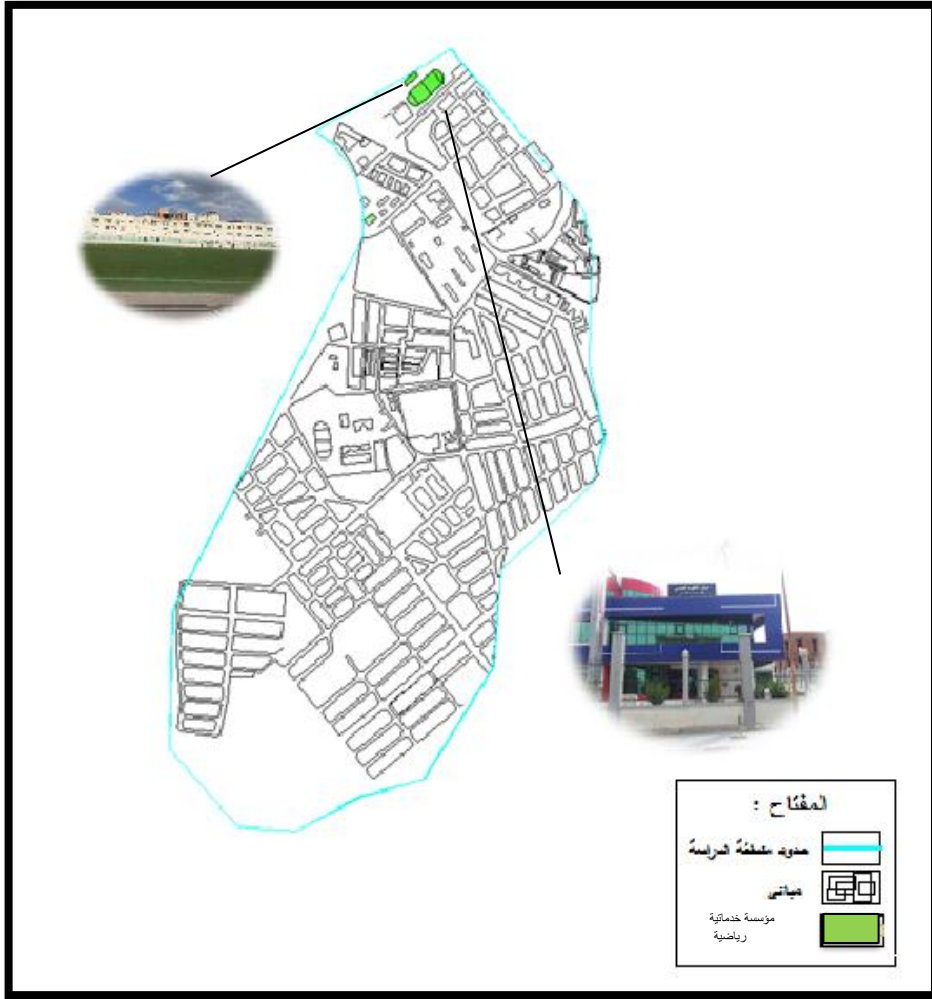 المفتاح :
حدود منطقة الدراسة
مباني
مؤسسة خدماتية
رياضية